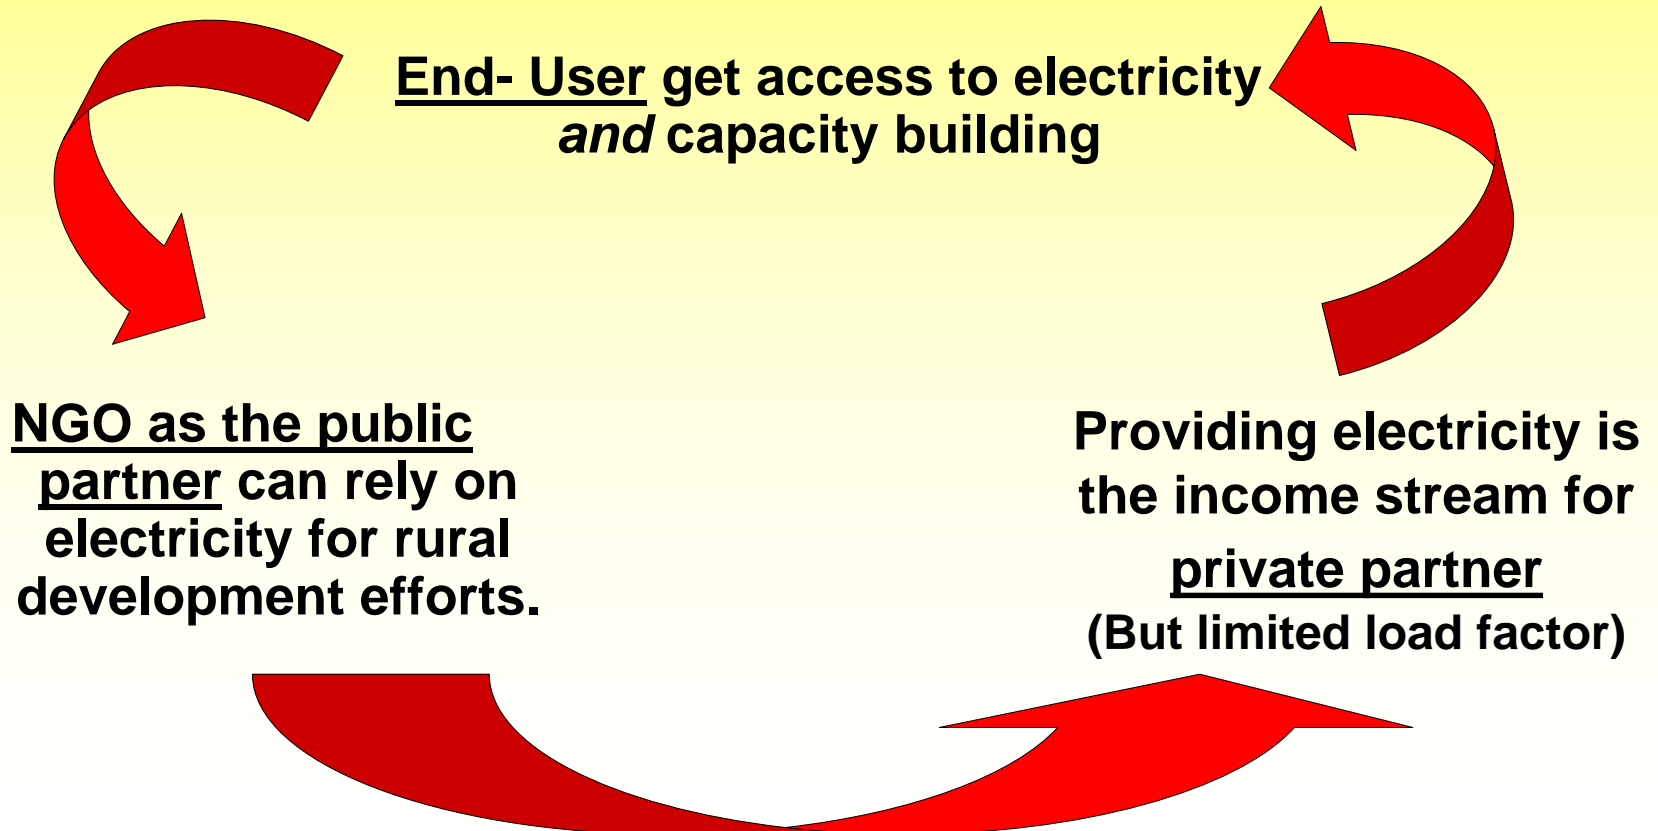 End- User get access to electricity
and capacity building
NGO as the public
partner can rely on
electricity for rural
development efforts.
Providing electricity is
the income stream for
private partner
(But limited load factor)